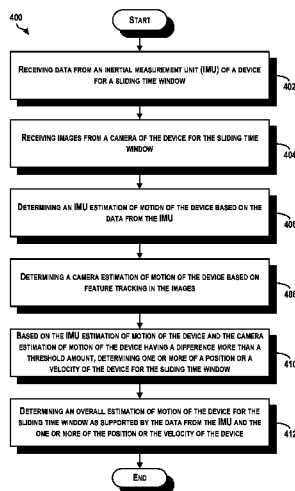 400
START
RECEIVING DATA FROM AN INERTIAL MEASUREMENT UNIT (IMU) OF A DEVICE
FOR A SLIDING TIME WINDOW
402
RECEIVING IMAGES FROM A CAMERA OF THE DEVICE FOR THE SLIDING TIME
WINDOW
404
DETERMINING AN IMU ESTIMATION OF MOTION OF THE DEVICE BASED ON THE
DATA FROM THE IMU
406
DETERMINING A CAMERA ESTIMATION OF MOTION OF THE DEVICE BASED ON
FEATURE TRACKING IN THE IMAGES
408
BASED ON THE IMU ESTIMATION OF MOTION OF THE DEVICE AND THE CAMERA
ESTIMATION OF MOTION OF THE DEVICE HAVING A DIFFERENCE MORE THAN A
THRESHOLD AMOUNT, DETERMINING ONE OR MORE OF A POSITION OR A
VELOCITY OF THE DEVICE FOR THE SLIDING TIME WINDOW
410
DETERMINING AN OVERALL ESTIMATION OF MOTION OF THE DEVICE FOR THE
SLIDING TIME WINDOW AS SUPPORTED BY THE DATA FROM THE IMU AND THE
ONE OR MORE OF THE POSITION OR THE VELOCITY OF THE DEVICE
412
END